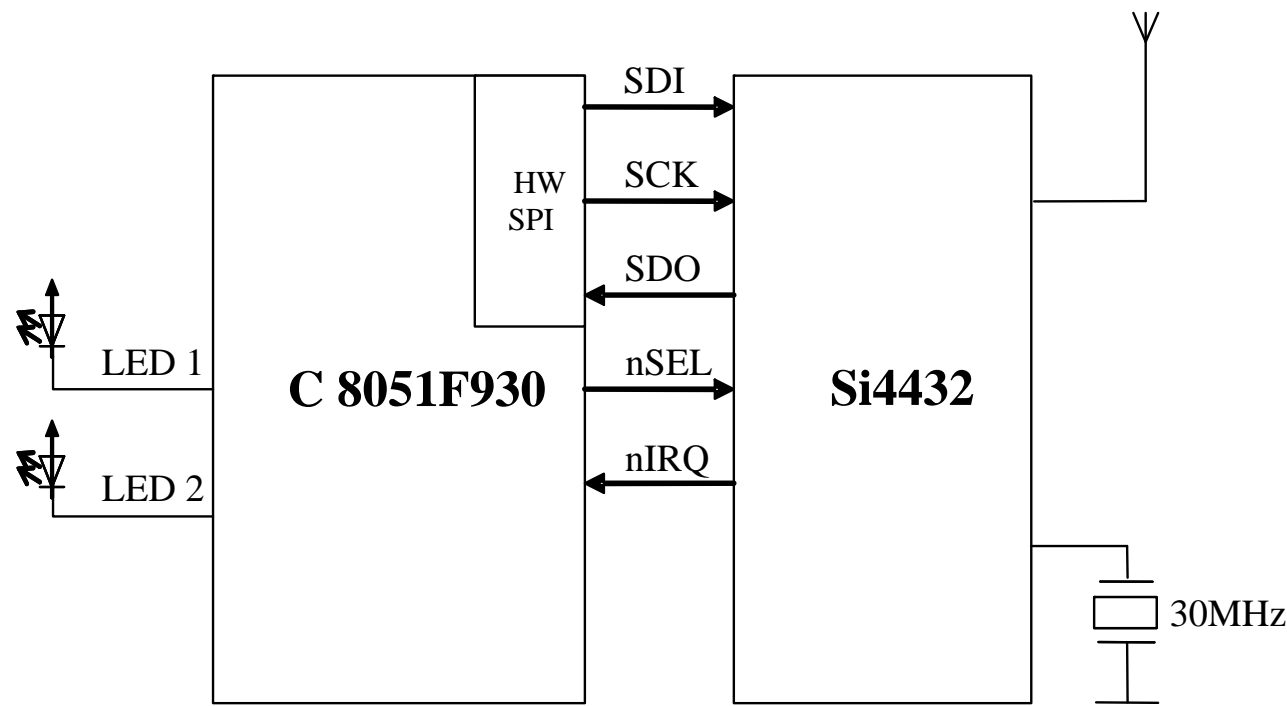 SDI
HW
SPI
SCK
SDO
LED 1
C 8051F930
nSEL
Si4432
LED 2
nIRQ
30MHz